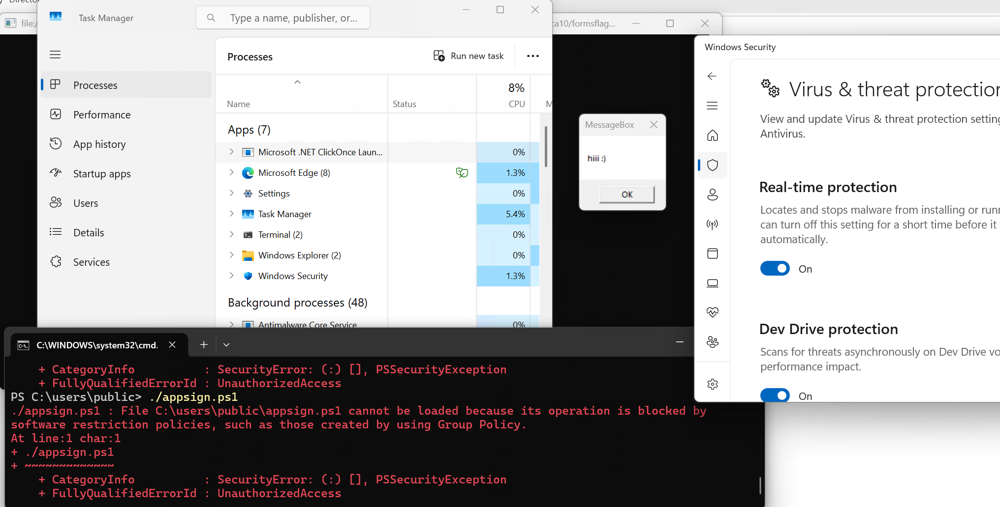 file:/
Task Manager
Type a name, publisher, or...
ca10/formsflag...
Windows Security
Processes
Run new task
Processes
Performance
App history
Startup apps
Users
Details
Services
8%
Name
Status
CPU
M
Apps (7)
Microsoft .NET ClickOnce Laun...
0%
Microsoft Edge (8)
1.3%
Settings
0%
Task Manager
5.4%
Terminal (2)
0%
Windows Explorer (2)
0%
Windows Security
1.3%
Background processes (48)
Antimalware Core Service
0%
MessageBox
hiii :)
OK
Virus & threat protection
View and update Virus & threat protection setting
Antivirus.
Real-time protection
Locates and stops malware from installing or runn
can turn off this setting for a short time before it
automatically.
On
Dev Drive protection
Scans for threats asynchronously on Dev Drive vo
performance impact.
On
C:\WINDOWS\system32\cmd.
+ CategoryInfo : SecurityError: (:) [], PSSecurityException
+ FullyQualifiedErrorId : UnauthorizedAccess
PS C:\users\public> ./appsign.ps1
./appsign.ps1 : File C:\users\public\appsign.ps1 cannot be loaded because its operation is blocked by
software restriction policies, such as those created by using Group Policy.
At line:1 char:1
+ ./appsign.ps1
+ ~~~~~~~~~~~~~
+ CategoryInfo : SecurityError: (:) [], PSSecurityException
+ FullyQualifiedErrorId : UnauthorizedAccess